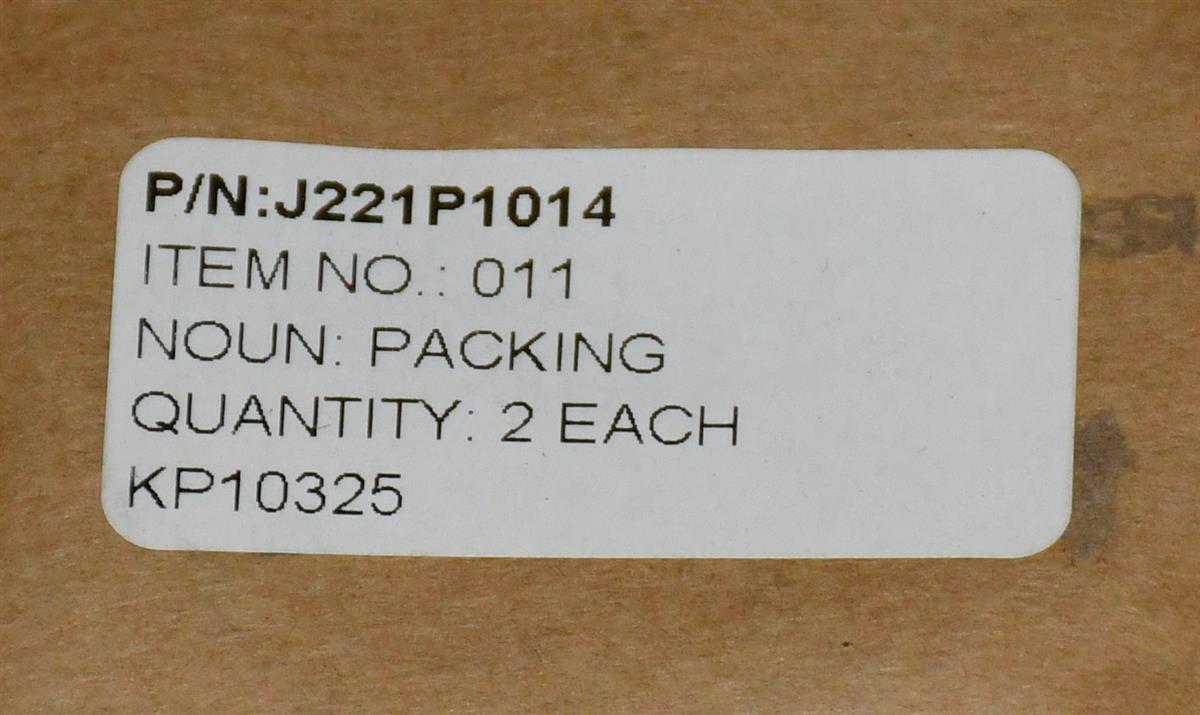 P/N:J221P1014
ITEM NO.: 011
NOUN: PACKING
QUANTITY: 2 EACH
KP10325